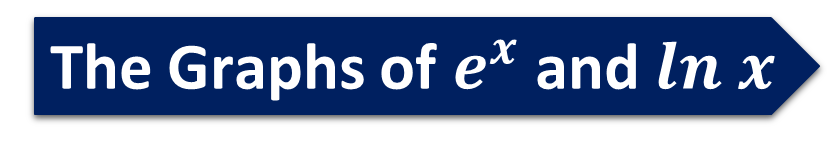 The Graphs of eˣ and ln x